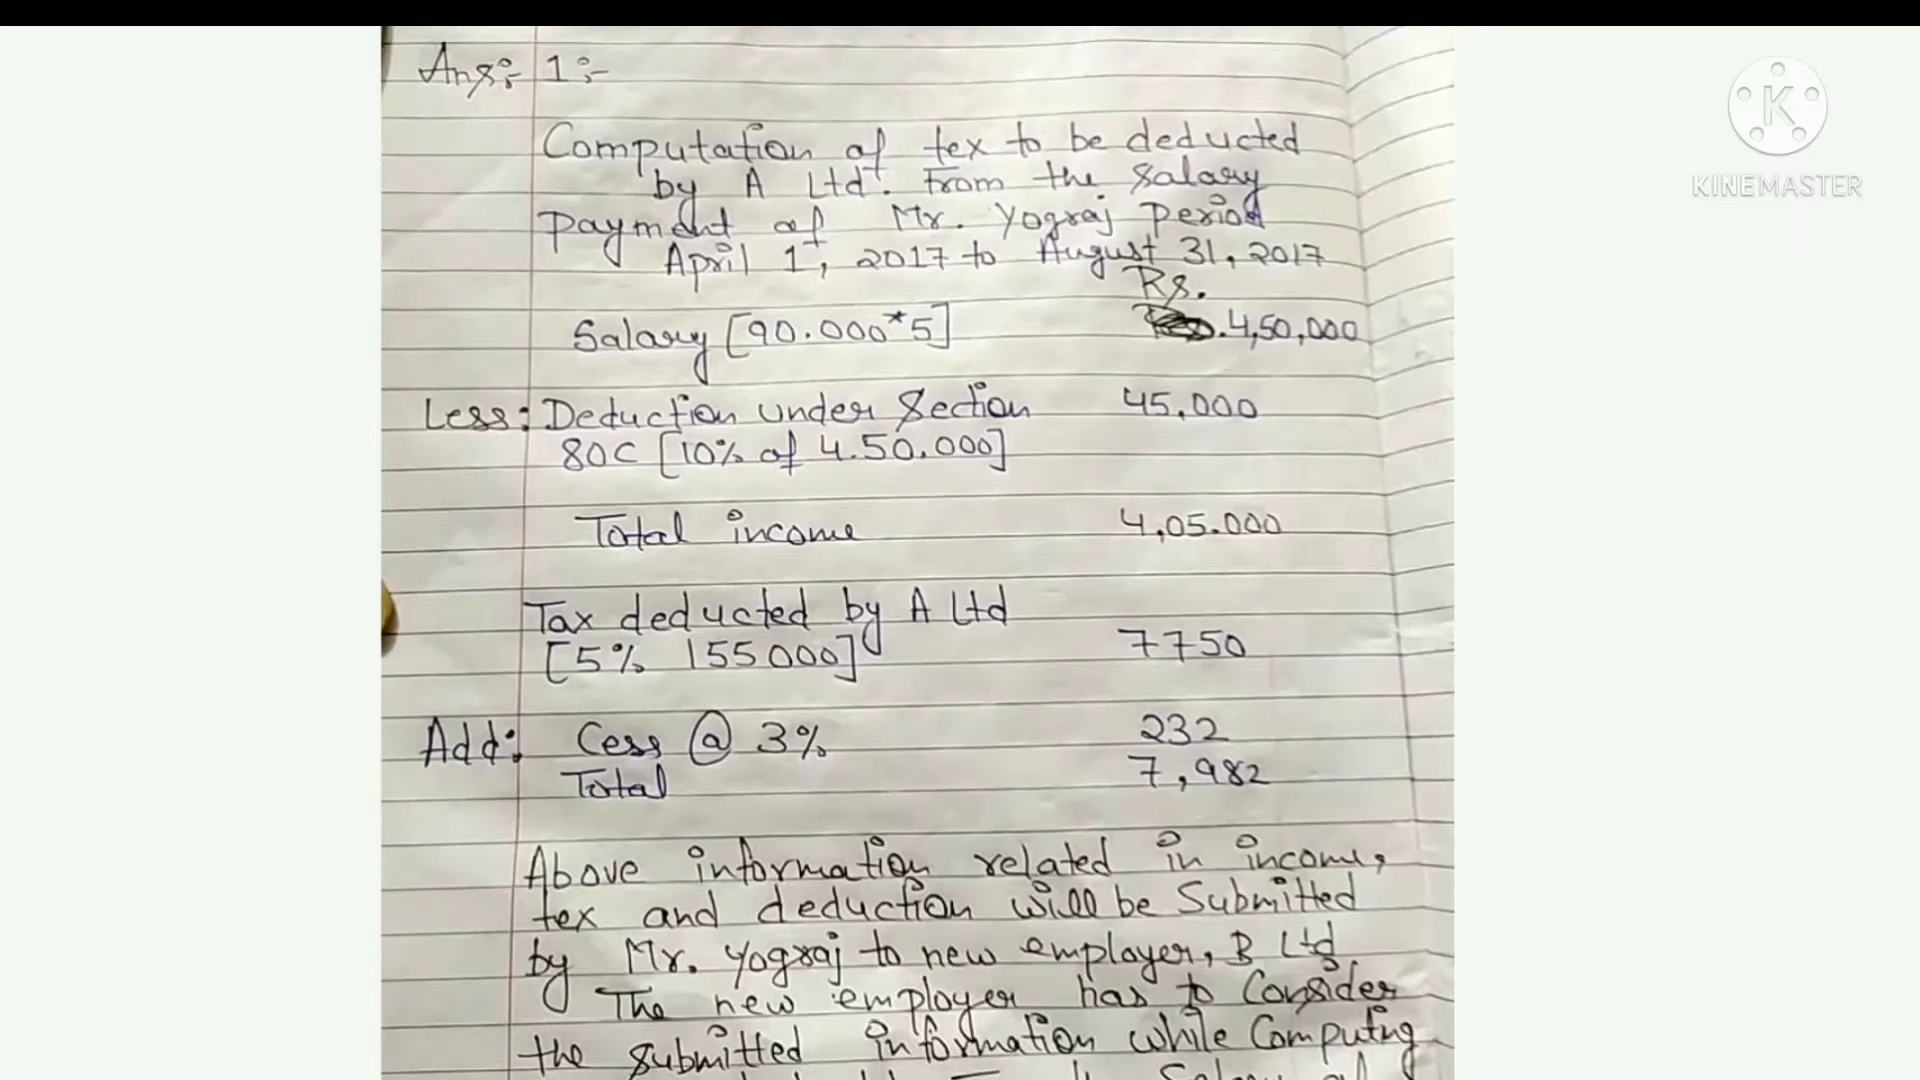 Ans:- 1:-
Computation of tex to be deducted
by A Ltd. From the Salary
Payment of Mr. Yograj Period
April 1, 2017 to August 31, 2017
Rs.
Salary [90.000*5] 4,50,000
Less: Deduction under Section 45,000
80C [10% of 4.50.000]
Total income 4,05.000
Tax deducted by A Ltd
[5% 155000] 7750
Add: Cess @ 3% 232
Total 7,982
Above information related in income,
tex and deduction will be Submitted
by Mr. Yograj to new employer, B Ltd.
The new employer has to Consider
the submitted information while Computing
Salary of
K
KINEMASTER